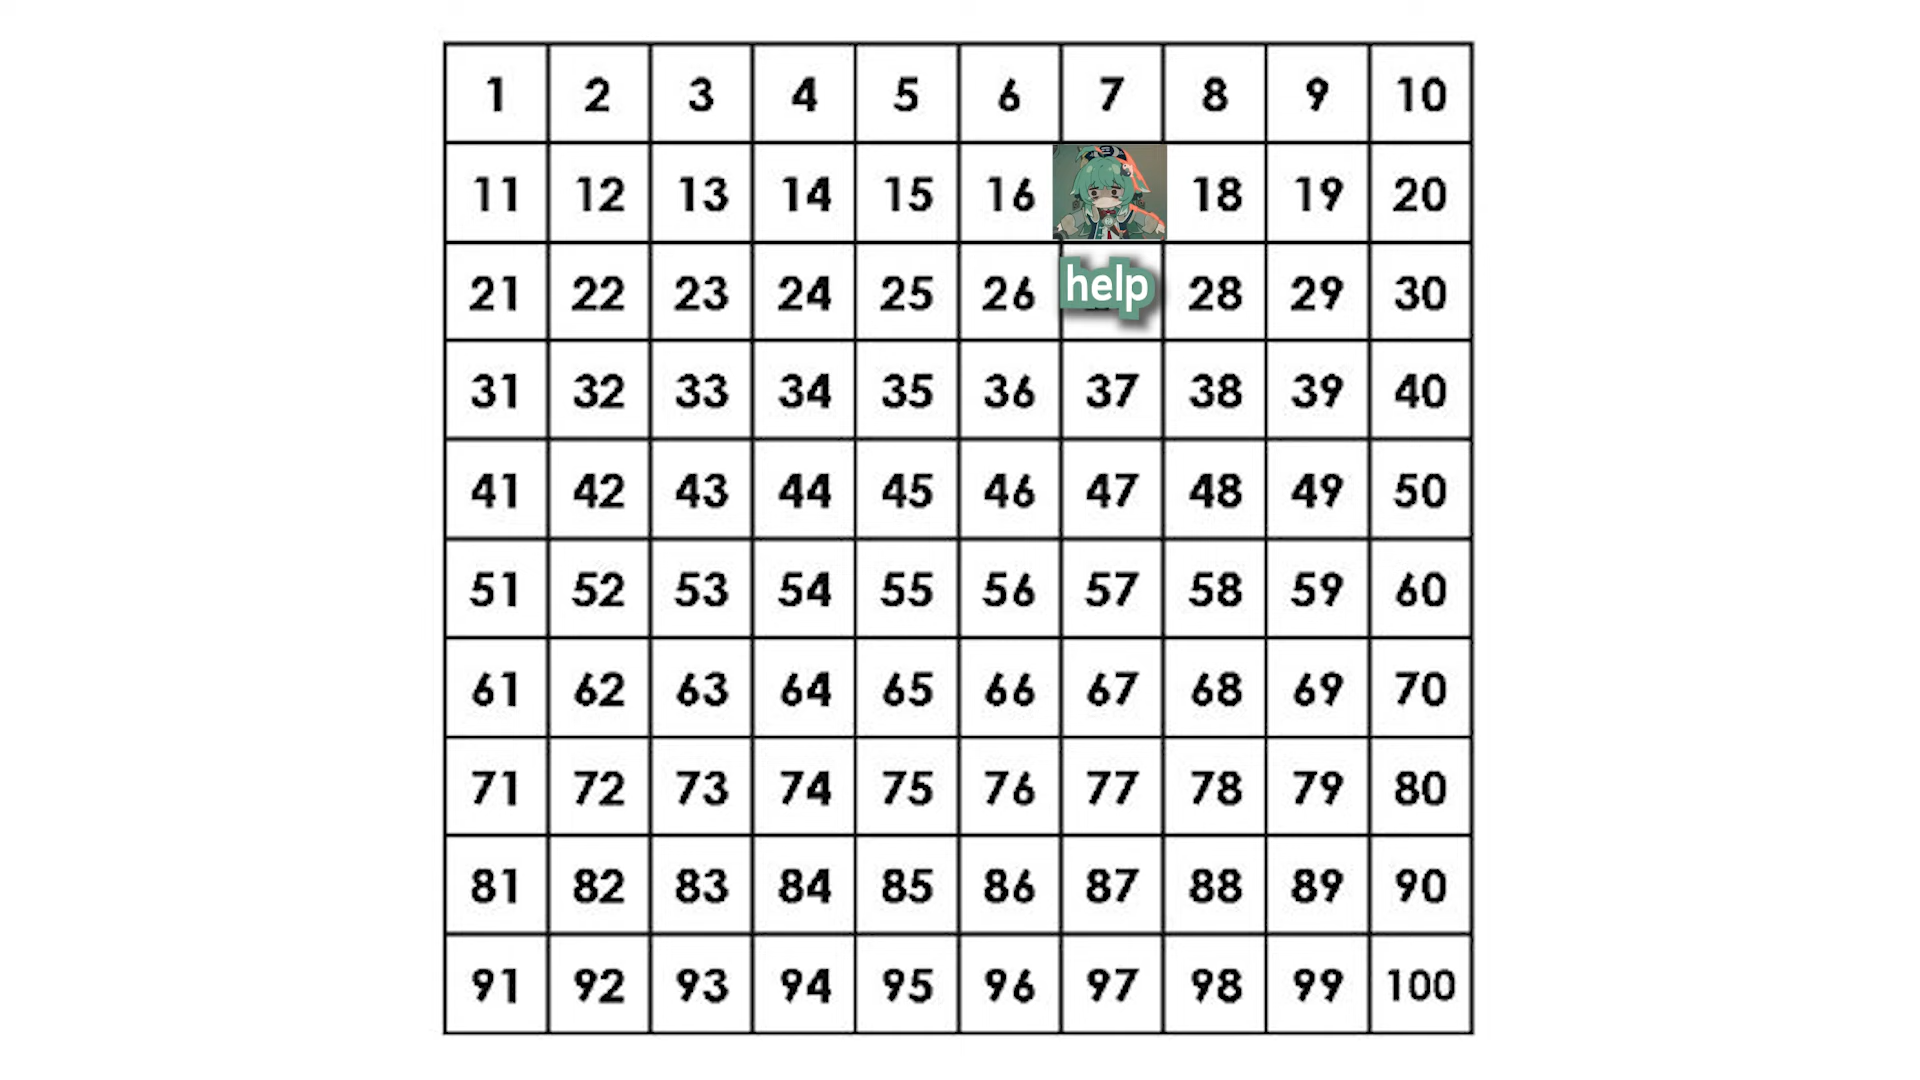 1 2 3 4 5 6 7 8 9 10
11 12 13 14 15 16 18 19 20
21 22 23 24 25 26 help 28 29 30
31 32 33 34 35 36 37 38 39 40
41 42 43 44 45 46 47 48 49 50
51 52 53 54 55 56 57 58 59 60
61 62 63 64 65 66 67 68 69 70
71 72 73 74 75 76 77 78 79 80
81 82 83 84 85 86 87 88 89 90
91 92 93 94 95 96 97 98 99 100